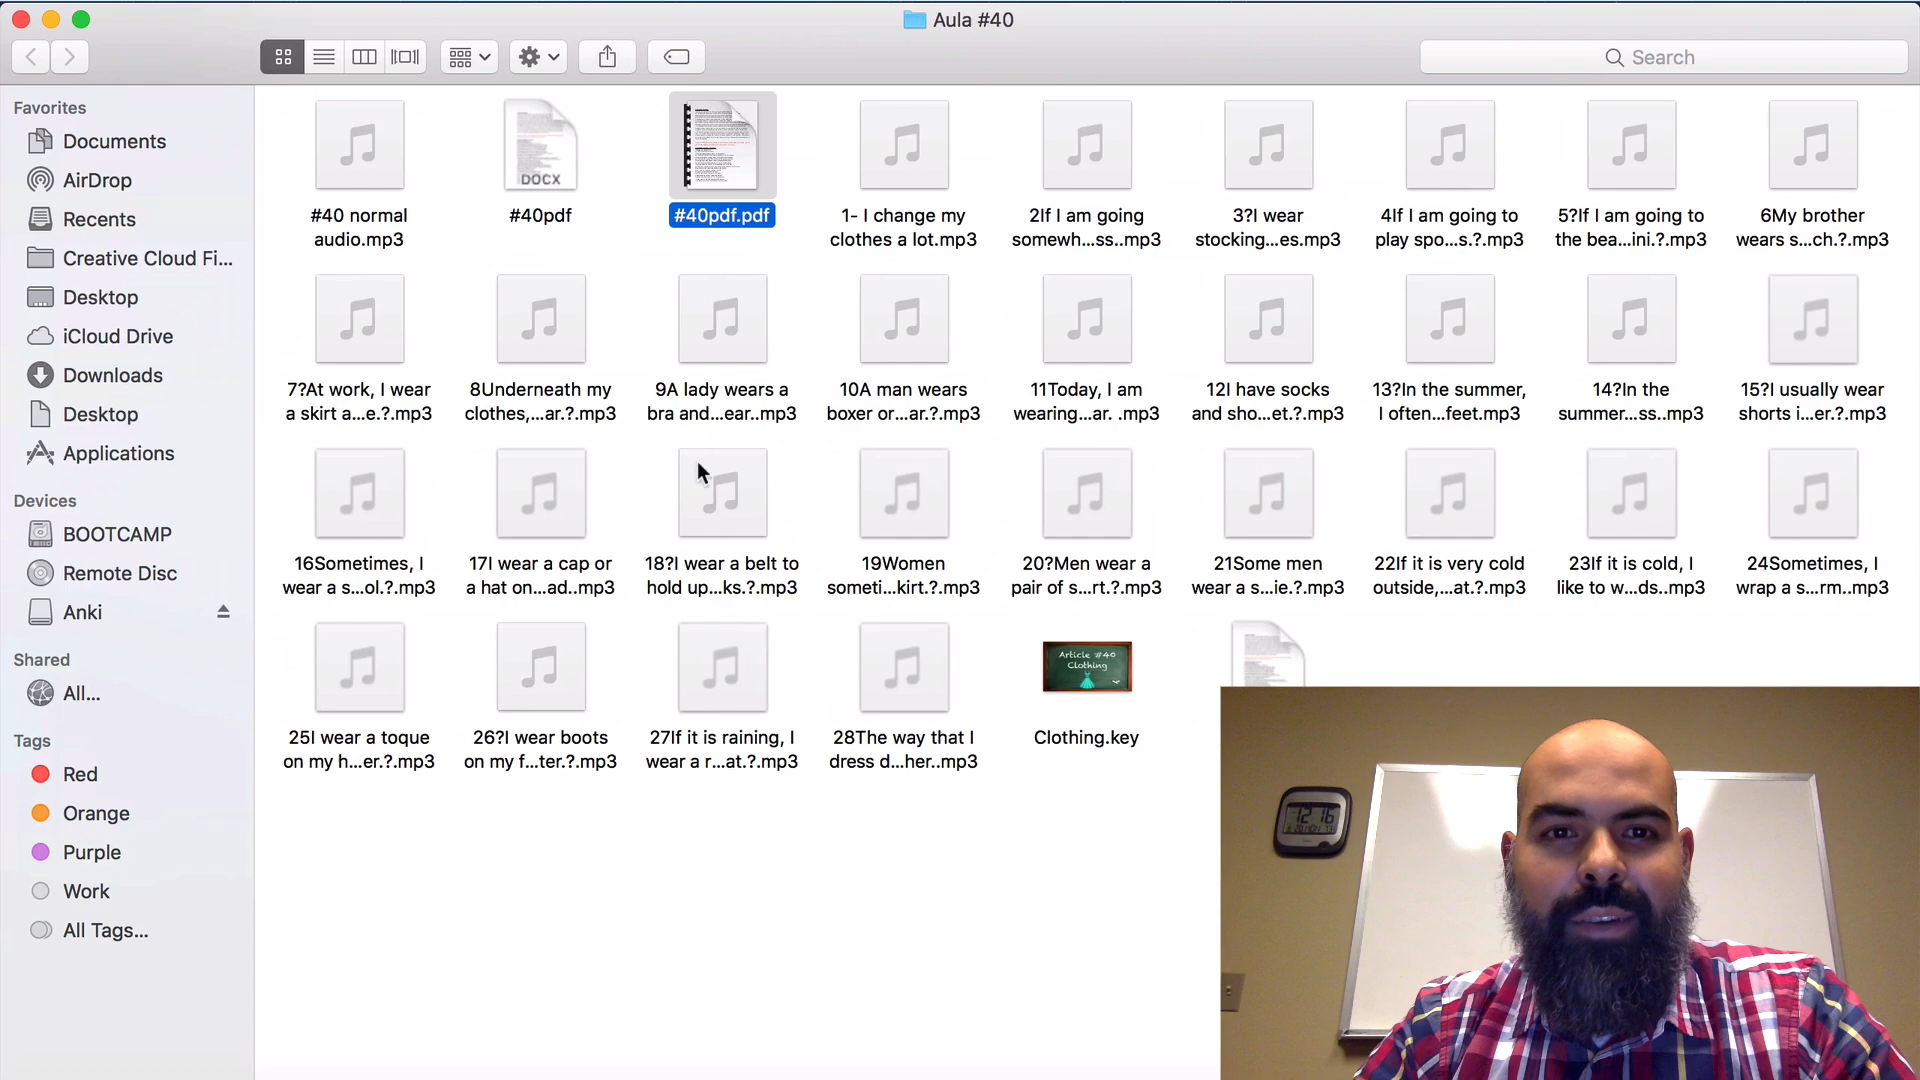 Aula #40
Search
Favorites
Documents
AirDrop
Recents
Creative Cloud Fi...
Desktop
iCloud Drive
Downloads
Desktop
Applications
Devices
BOOTCAMP
Remote Disc
Anki
Shared
All...
Tags
Red
Orange
Purple
Work
All Tags...
#40 normal
audio.mp3
DOCX
#40pdf
#40pdf.pdf
1- I change my
clothes a lot.mp3
2If I am going
somewh...ss..mp3
3?I wear
stocking...es.mp3
4If I am going to
play spo...s.?.mp3
5?If I am going to
the bea...ini.?.mp3
6My brother
wears s...ch.?.mp3
7?At work, I wear
a skirt a...e.?.mp3
8Underneath my
clothes,...ar.?.mp3
9A lady wears a
bra and...ear..mp3
10A man wears
boxer or...ar.?.mp3
11Today, I am
wearing...ar. .mp3
12I have socks
and sho...et.?.mp3
13?In the summer,
I often...feet.mp3
14?In the
summer...ss..mp3
15?I usually wear
shorts i...er.?.mp3
16Sometimes, I
wear a s...ol.?.mp3
17I wear a cap or
a hat on...ad..mp3
18?I wear a belt to
hold up...ks.?.mp3
19Women
someti...kirt.?.mp3
20?Men wear a
pair of s...rt.?.mp3
21Some men
wear a s...ie.?.mp3
22If it is very cold
outside,...at.?.mp3
23If it is cold, I
like to w...ds..mp3
24Sometimes, I
wrap a s...rm..mp3
25I wear a toque
on my h...er.?.mp3
26?I wear boots
on my f...ter.?.mp3
27If it is raining, I
wear a r...at.?.mp3
28The way that I
dress d...her..mp3
Article #40
Clothing
Clothing.key
12:16